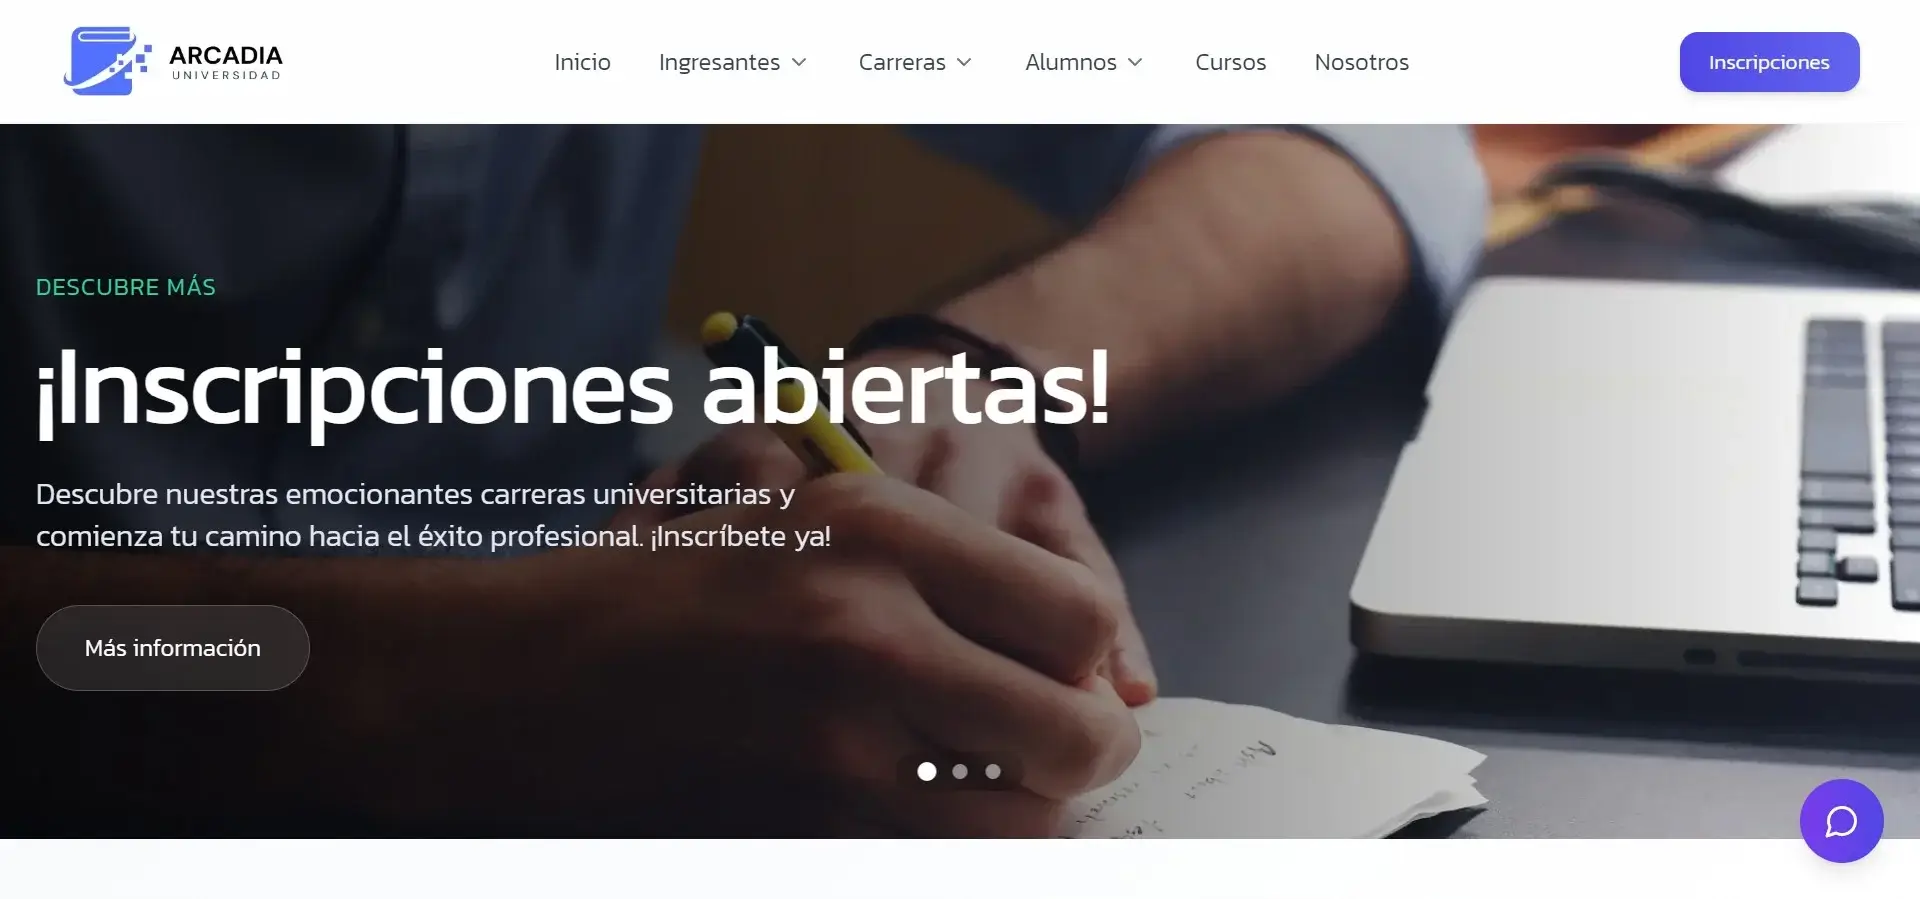 ARCADIA
UNIVERSIDAD
Inicio
Ingresantes
Carreras
Alumnos
Cursos
Nosotros
Inscripciones
DESCUBRE MÁS
¡Inscripciones abiertas!
Descubre nuestras emocionantes carreras universitarias y
comienza tu camino hacia el éxito profesional. ¡Inscríbete ya!
Más información